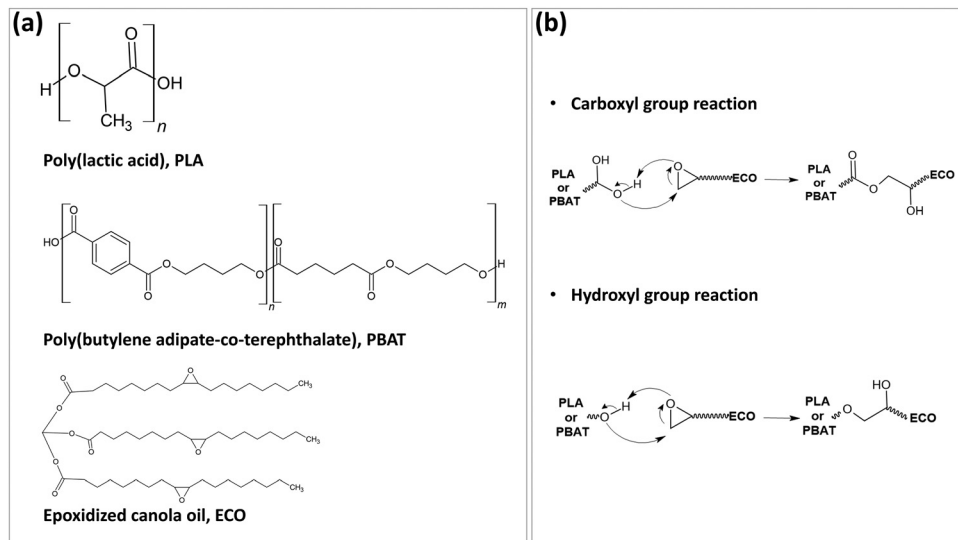 (a)
O
O
H
OH
CH3
n
Poly(lactic acid), PLA
O
HO
O
O
O
n
O
O
O
O
H
m
Poly(butylene adipate-co-terephthalate), PBAT
O
O
CH3
O
O
O
CH3
O
O
O
CH3
O
O
Epoxidized canola oil, ECO
(b)
• Carboxyl group reaction
OH
PLA
or
PBAT
H
O
O
ECO
PLA
or
PBAT
O
O
OH
ECO
• Hydroxyl group reaction
PLA
or
PBAT
O
H
O
ECO
PLA
or
PBAT
O
HO
ECO